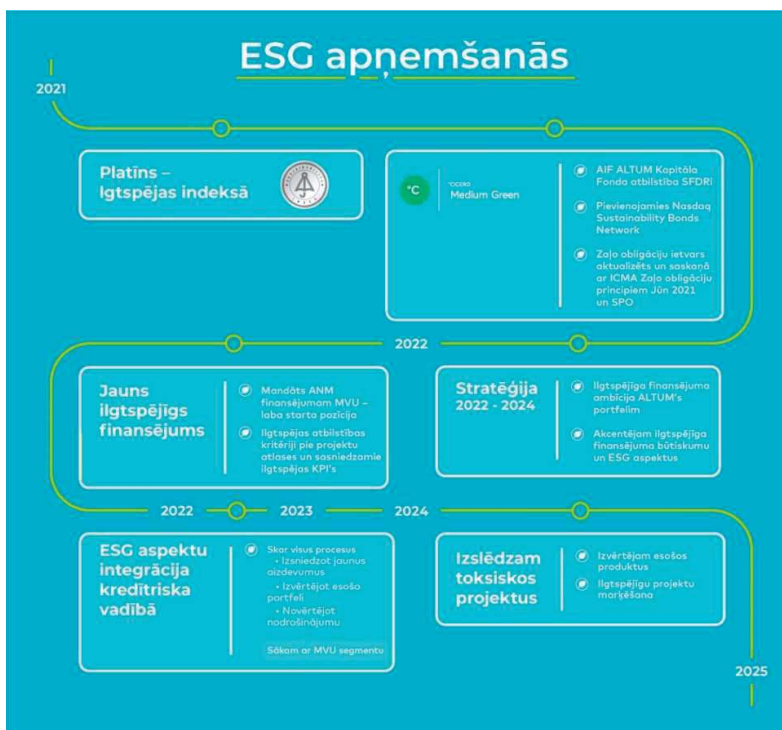 ESG apņemšanās
2021
Platīns –
Igtspējas indeksā
°C
°CICERO
Medium Green
AIF ALTUM Kapitāla
Fonda atbilstība SFDRi
Pievienojamies Nasdaq
Sustainability Bonds
Network
Zaļo obligāciju ietvars
aktualizēts un saskaņā
ar ICMA Zaļo obligāciju
principiem Jūn 2021
un SPO
2022
Jauns
ilgtspējīgs
finansējums
Mandāts ANM
finansējumam MVU –
laba starta pozīcija
Ilgtspējas atbilstības
kritēriji pie projektu
atlases un sasniedzamie
ilgtspējas KPI's
Stratēģija
2022 - 2024
Ilgtspējīga finansējuma
ambīcija ALTUM's
portfelim
Akcentējam ilgtspējīga
finansējuma būtiskumu
un ESG aspektus
2022
2023
2024
ESG aspektu
integrācija
kredītriska
vadībā
Skar visus procesus
• Izsniedzot jaunus
aizdevumus
• Izvērtējot esošo
portfeli
• Novērtējot
nodrošinājumu
Sākam ar MVU segmentu
Izslēdzam
toksiskos
projektus
Izvērtējam esošos
produktus
Ilgtspējīgu projektu
marķēšana
2025